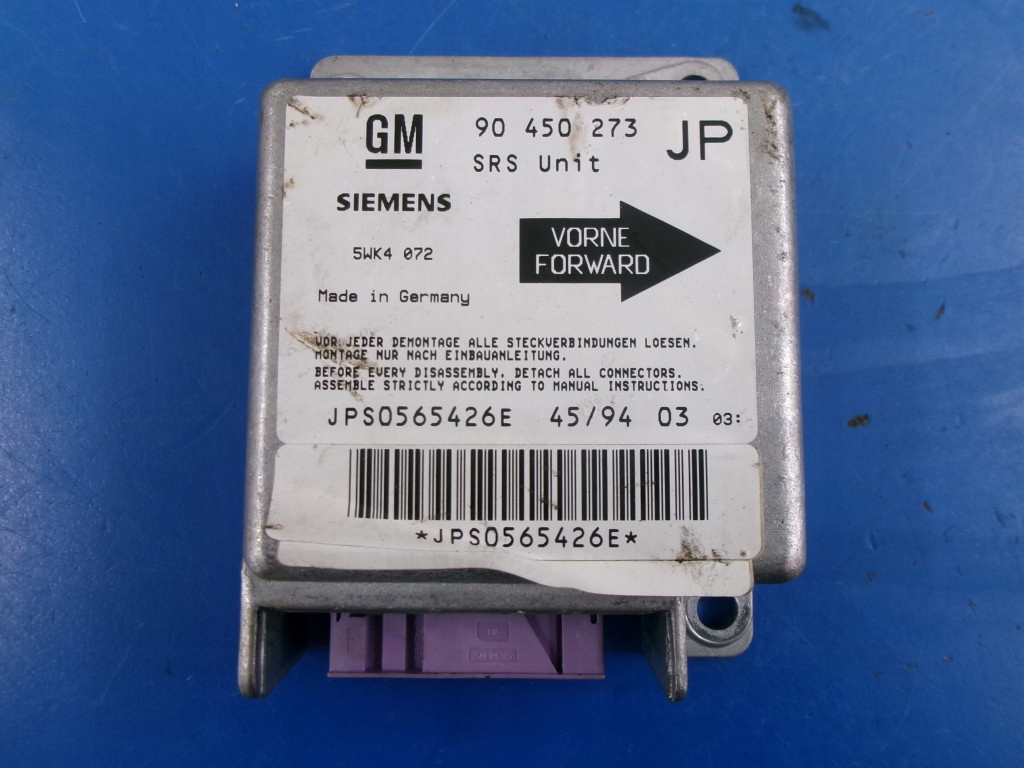 GM 90 450 273 JP
SRS Unit
SIEMENS
VORNE
FORWARD
5WK4 072
Made in Germany
VOR JEDER DEMONTAGE ALLE STECKVERBINDUNGEN LOESEN.
MONTAGE NUR NACH EINBAUANLEITUNG.
BEFORE EVERY DISASSEMBLY, DETACH ALL CONNECTORS.
ASSEMBLE STRICTLY ACCORDING TO MANUAL INSTRUCTIONS.
JPS0565426E 45/94 03 03:
*JPS0565426E*